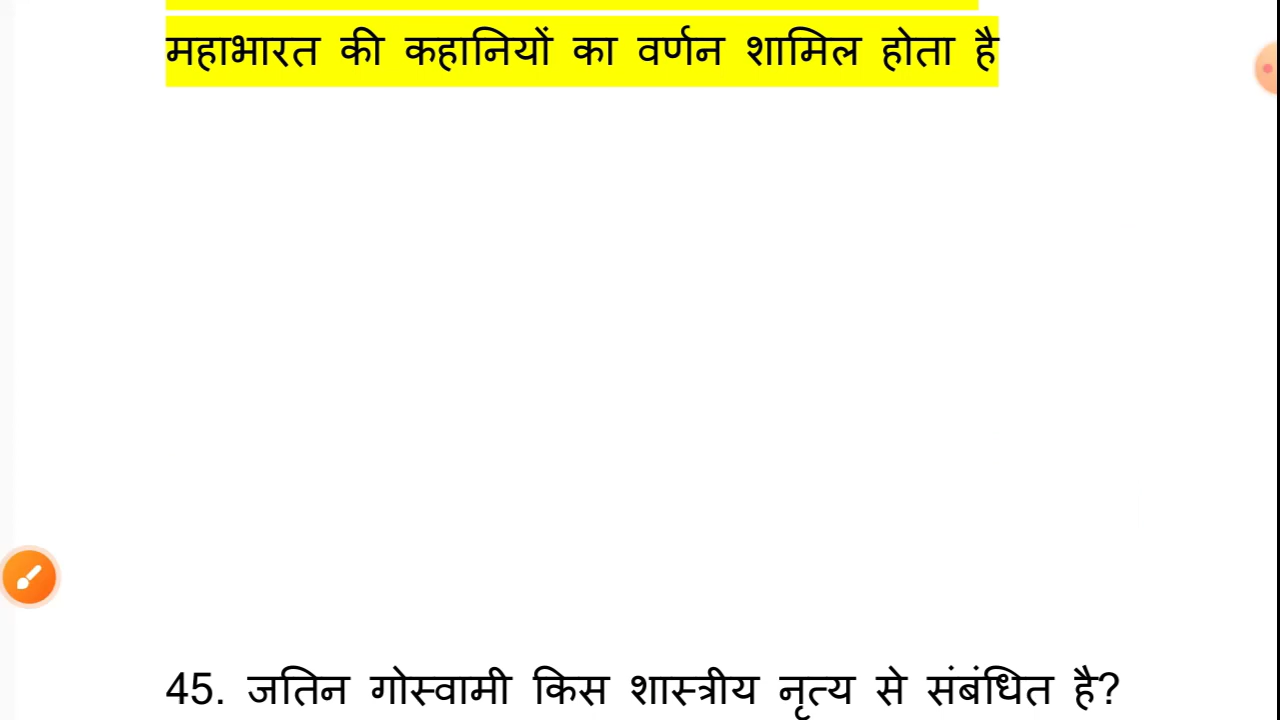 महाभारत की कहानियों का वर्णन शामिल होता है
45. जतिन गोस्वामी किस शास्त्रीय नृत्य से संबंधित है?